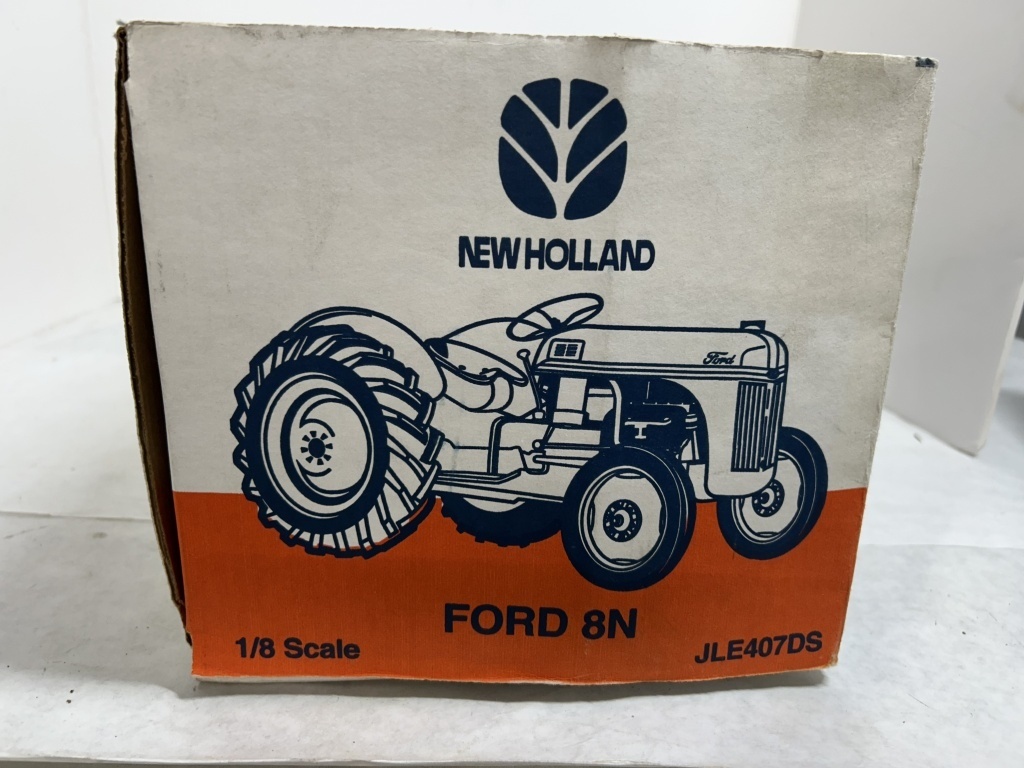 NEW HOLLAND
Ford
FORD 8N
1/8 Scale
JLE407DS